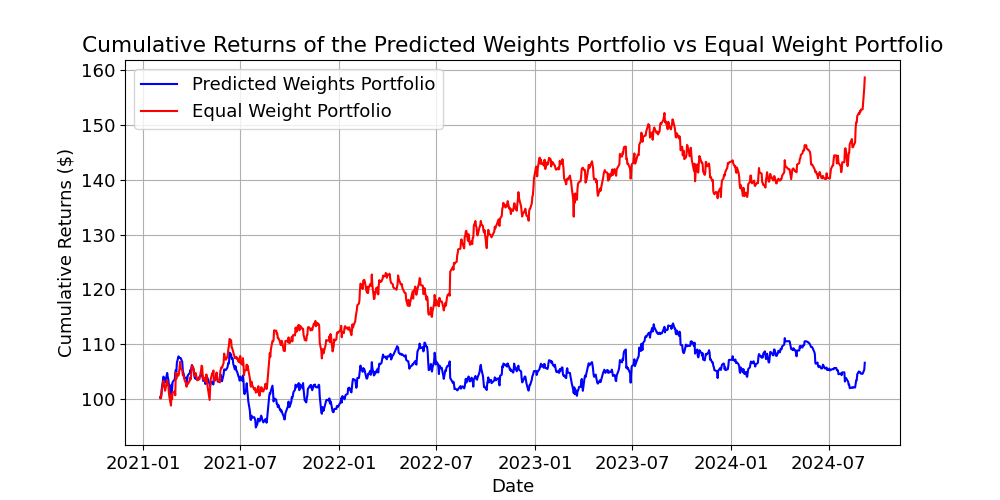 Cumulative Returns of the Predicted Weights Portfolio vs Equal Weight Portfolio
Predicted Weights Portfolio
Equal Weight Portfolio
Cumulative Returns ($)
160
150
140
130
120
110
100
2021-01 2021-07 2022-01 2022-07 2023-01 2023-07 2024-01 2024-07
Date